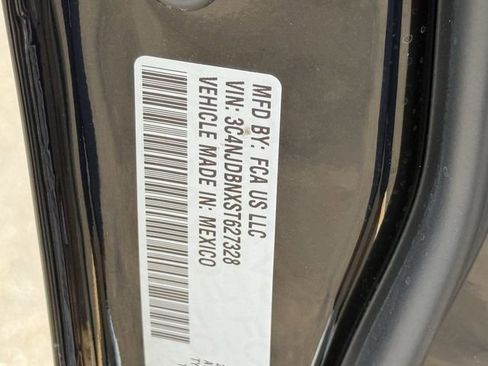 MFD BY: FCA US LLC
VIN: 3C4NJDBNXST627328
VEHICLE MADE IN: MEXICO